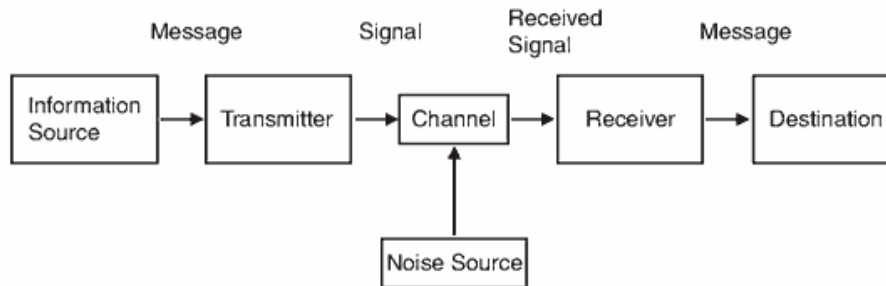 Message
Signal
Received
Signal
Message
Information
Source
Transmitter
Channel
Receiver
Destination
Noise Source